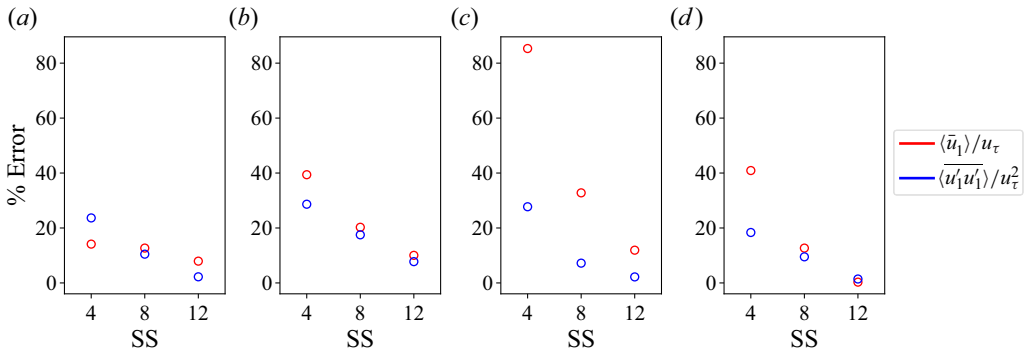 (a) (b) (c) (d)
80 80 80 80
60 60 60 60
% Error
40 40 40 40
20 20 20 20
0 0 0 0
4 8 12 4 8 12 4 8 12 4 8 12
SS SS SS SS
⟨ū₁⟩/u_τ
⟨\overline{u′₁u′₁}⟩/u_τ²